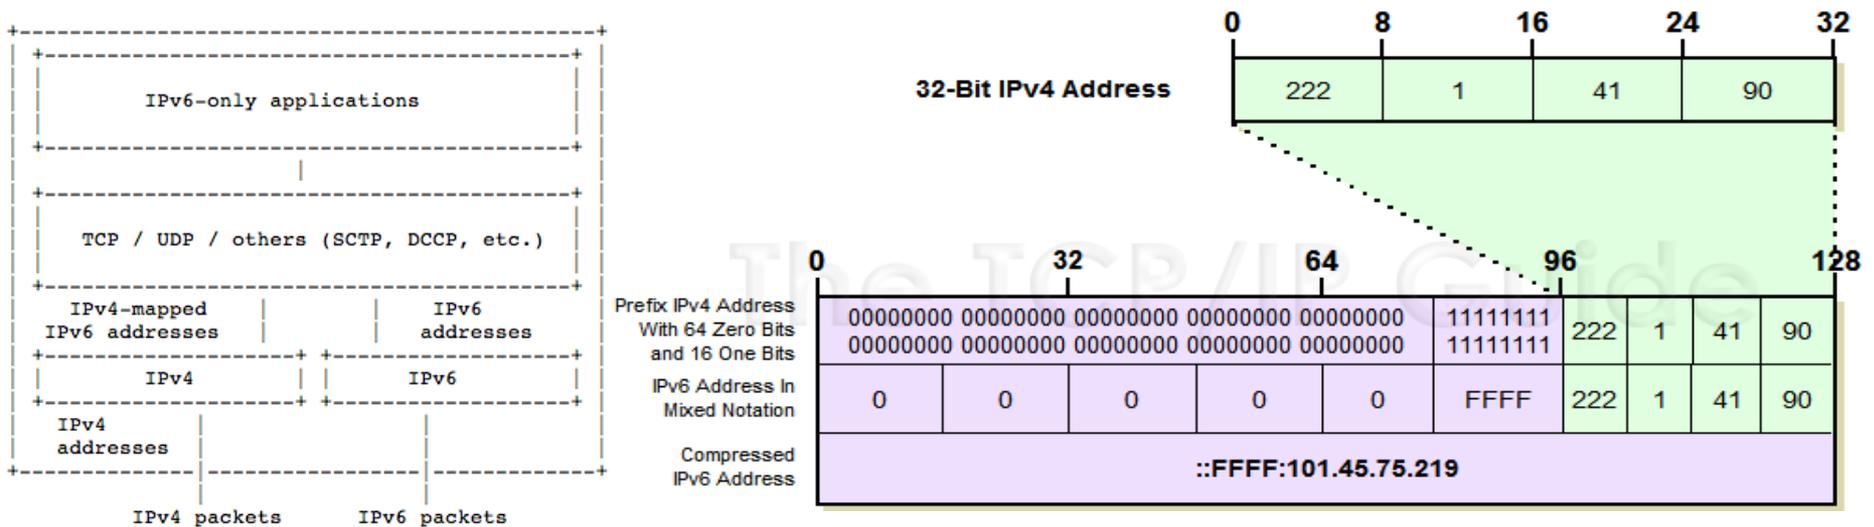 IPv6-only applications
TCP / UDP / others (SCTP, DCCP, etc.)
IPv4-mapped
IPv6 addresses
IPv6
addresses
IPv4
IPv6
IPv4
addresses
IPv4 packets
IPv6 packets
0 8 16 24 32
32-Bit IPv4 Address
222 1 41 90
The TCP/IP Guide
0 32 64 96 128
Prefix IPv4 Address
With 64 Zero Bits
and 16 One Bits
00000000 00000000 00000000 00000000 00000000 11111111
00000000 00000000 00000000 00000000 00000000 11111111
222 1 41 90
IPv6 Address In
Mixed Notation
0 0 0 0 0 FFFF 222 1 41 90
Compressed
IPv6 Address
::FFFF:101.45.75.219